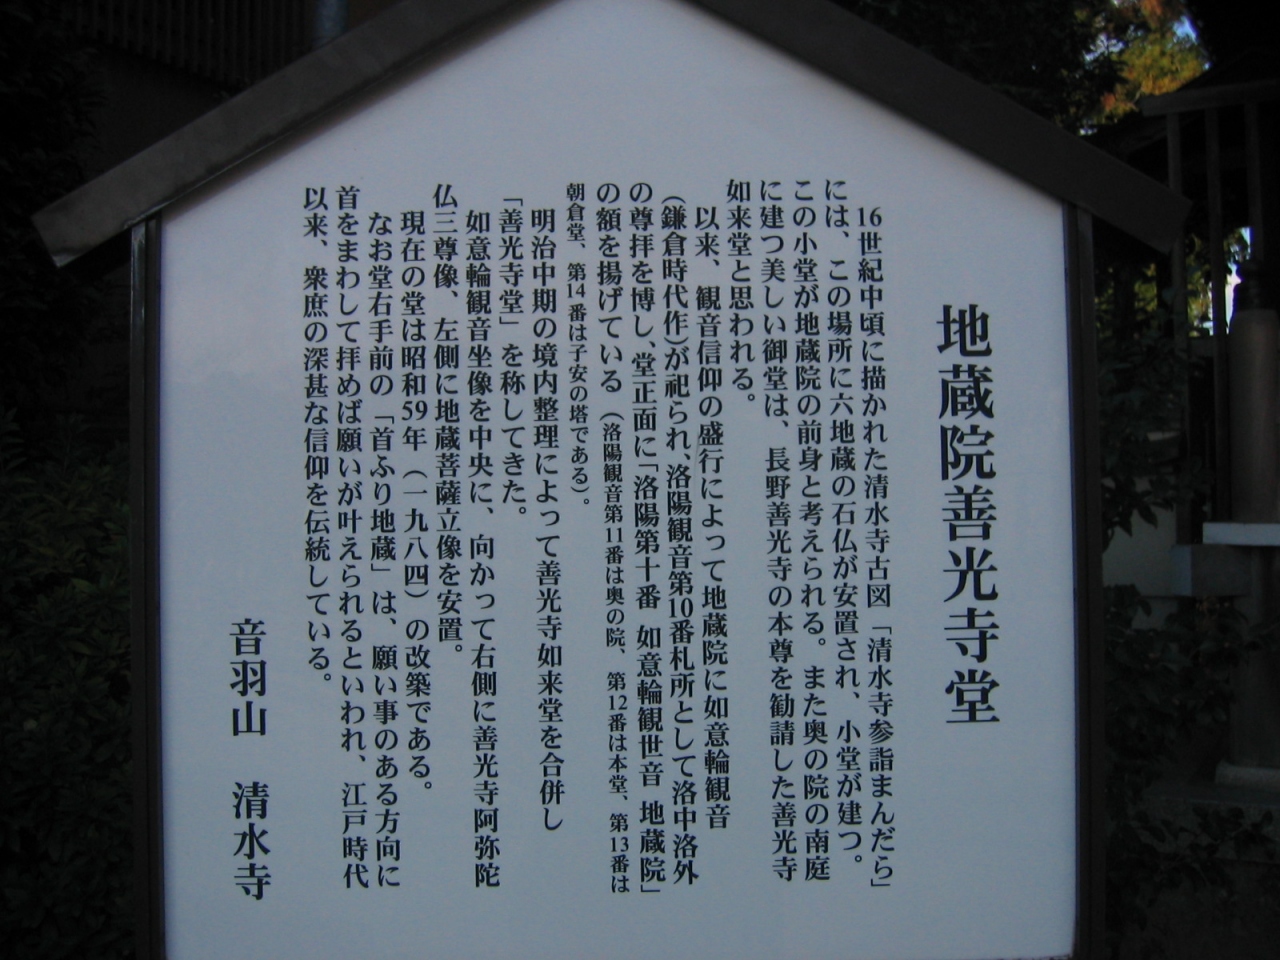 地蔵院善光寺堂
16世紀中頃に描かれた清水寺古図「清水寺参詣まんだら」
には、この場所に六地蔵の石仏が安置され、小堂が建つ。
この小堂が地蔵院の前身と考えられる。また奥の院の南庭
に建つ美しい御堂は、長野善光寺の本尊を勧請した善光寺
如来堂と思われる。
以来、観音信仰の盛行によって地蔵院に如意輪観音
(鎌倉時代作)が祀られ、洛陽観音第10番札所として洛中洛外
の尊拝を博し、堂正面に「洛陽第十番 如意輪観世音 地蔵院」
の額を揚げている(洛陽観音第11番は奥の院、第12番は本堂、第13番は
朝倉堂、第14番は子安の塔である)。
明治中期の境内整理によって善光寺如来堂を合併し
「善光寺堂」を称してきた。
如意輪観音坐像を中央に、向かって右側に善光寺阿弥陀
仏三尊像、左側に地蔵菩薩立像を安置。
現在の堂は昭和59年(一九八四)の改築である。
なおお堂右手前の「首ふり地蔵」は、願い事のある方向に
首をまわして拝めば願いが叶えられるといわれ、江戸時代
以来、衆庶の深甚な信仰を伝統している。
音羽山 清水寺